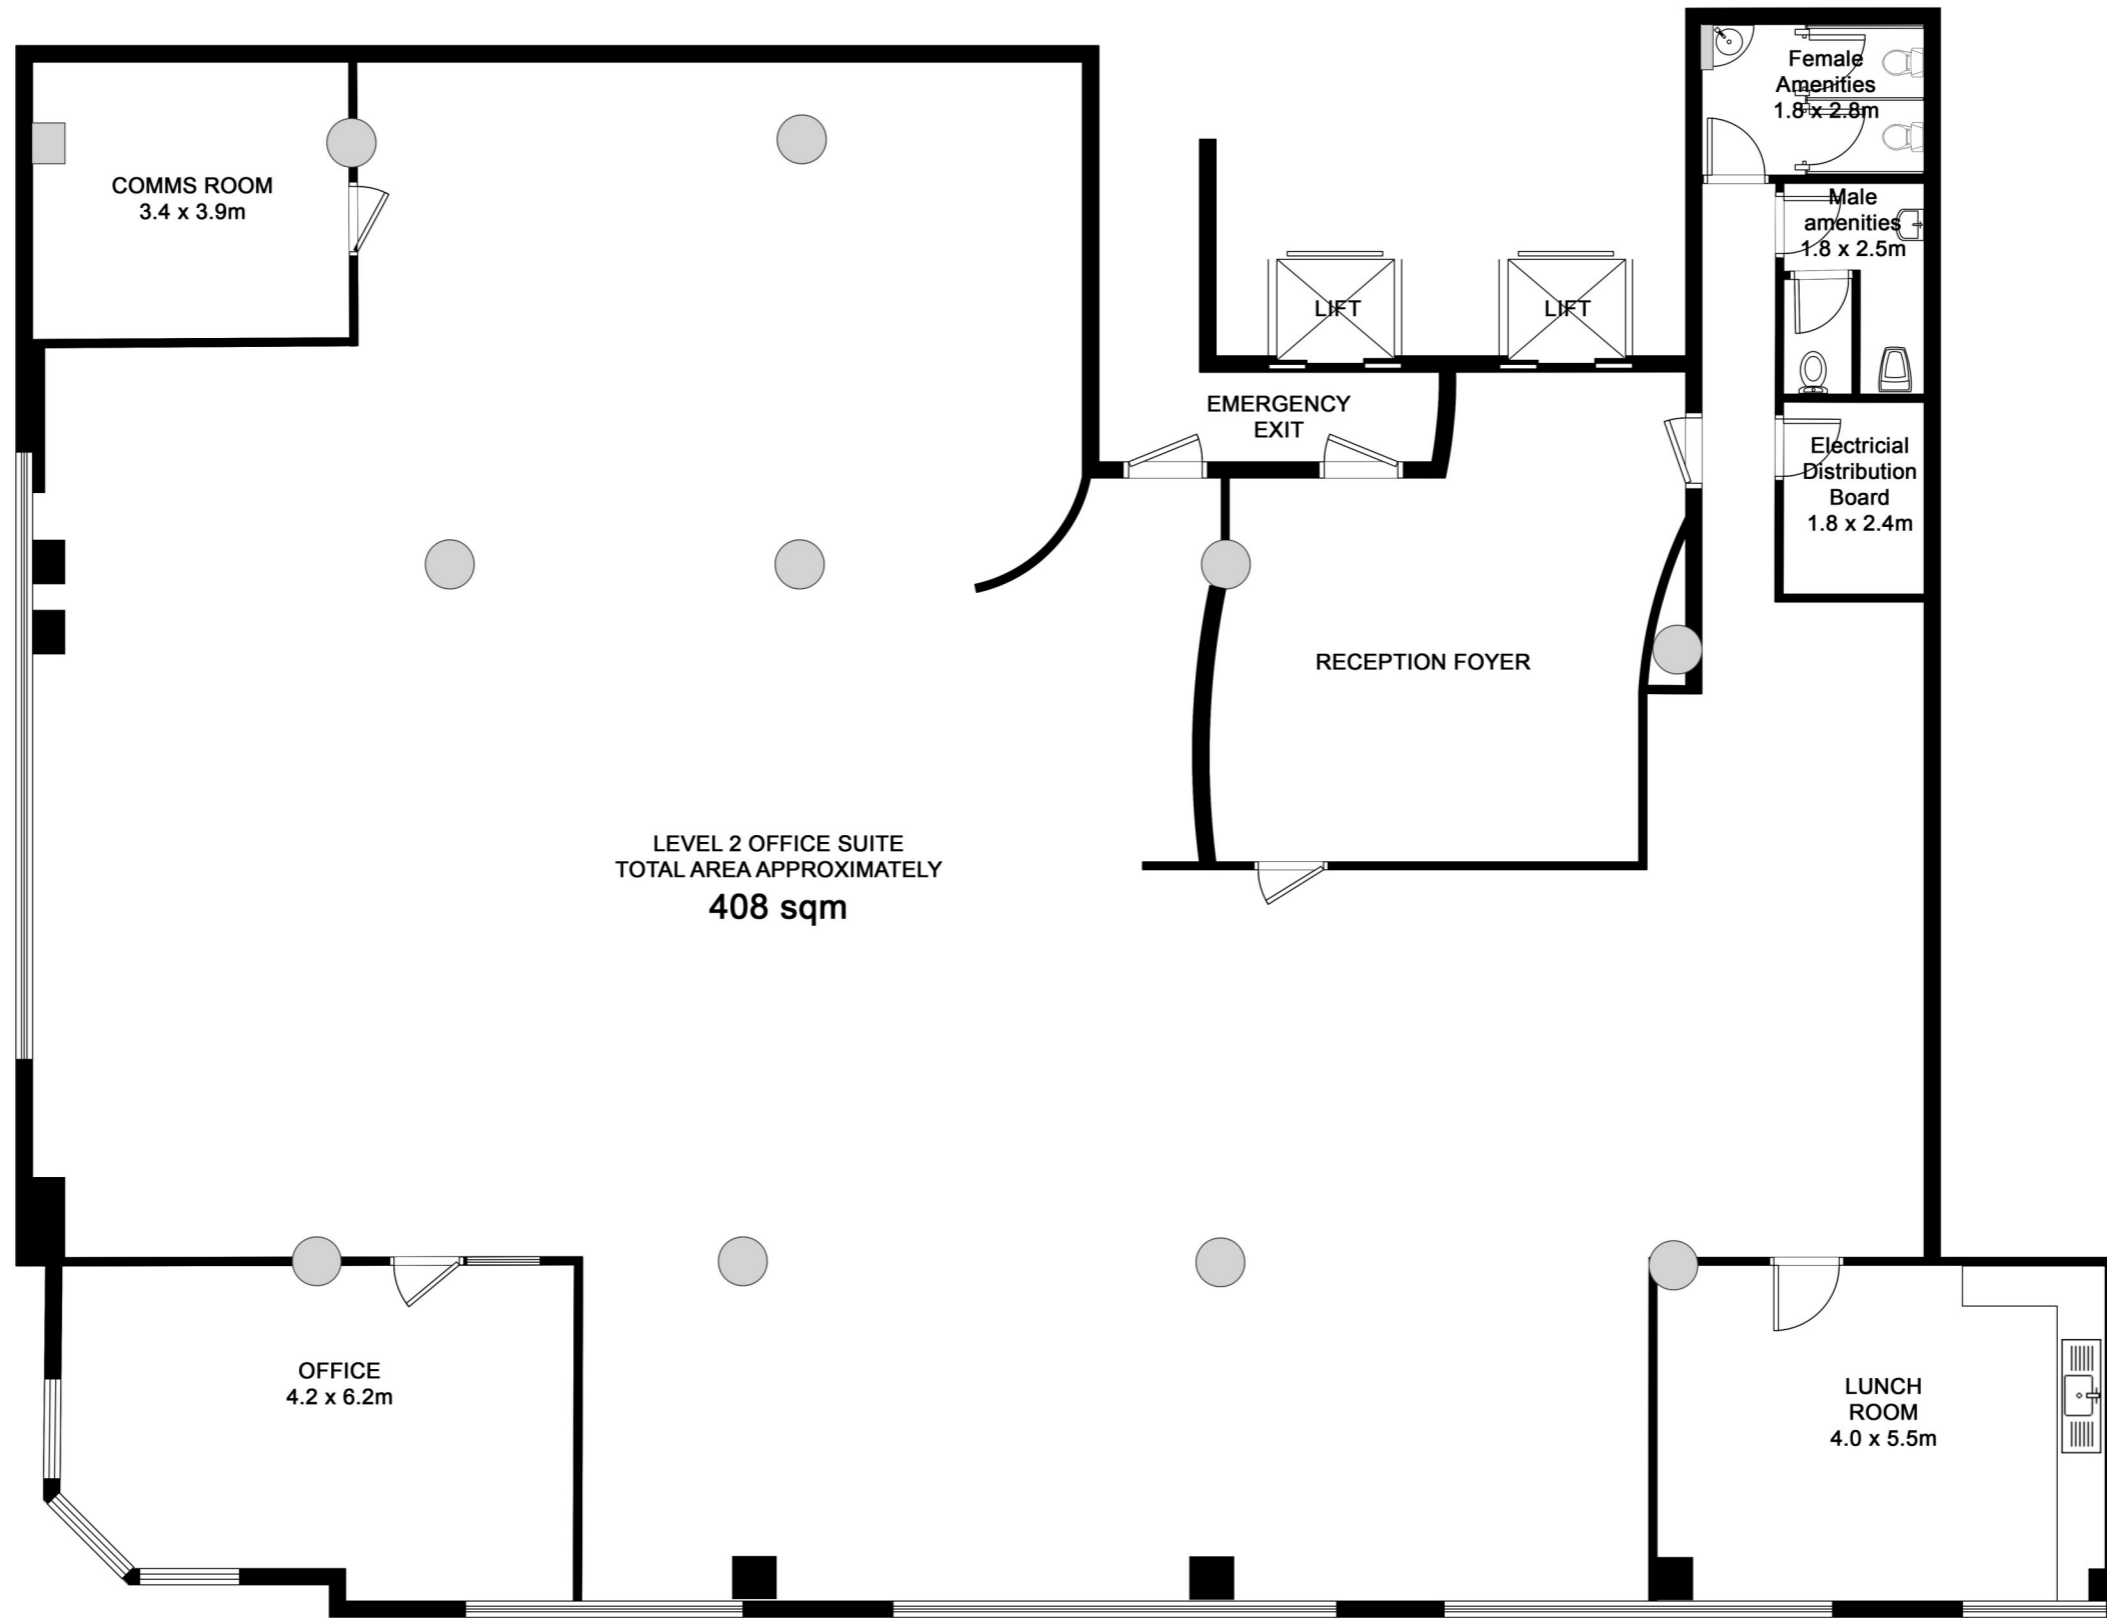 Female
Amenities
1.8 x 2.8m
COMMS ROOM
3.4 x 3.9m
Male
amenities
1.8 x 2.5m
LIFT
LIFT
EMERGENCY
EXIT
Electricial
Distribution
Board
1.8 x 2.4m
RECEPTION FOYER
LEVEL 2 OFFICE SUITE
TOTAL AREA APPROXIMATELY
408 sqm
OFFICE
4.2 x 6.2m
LUNCH
ROOM
4.0 x 5.5m